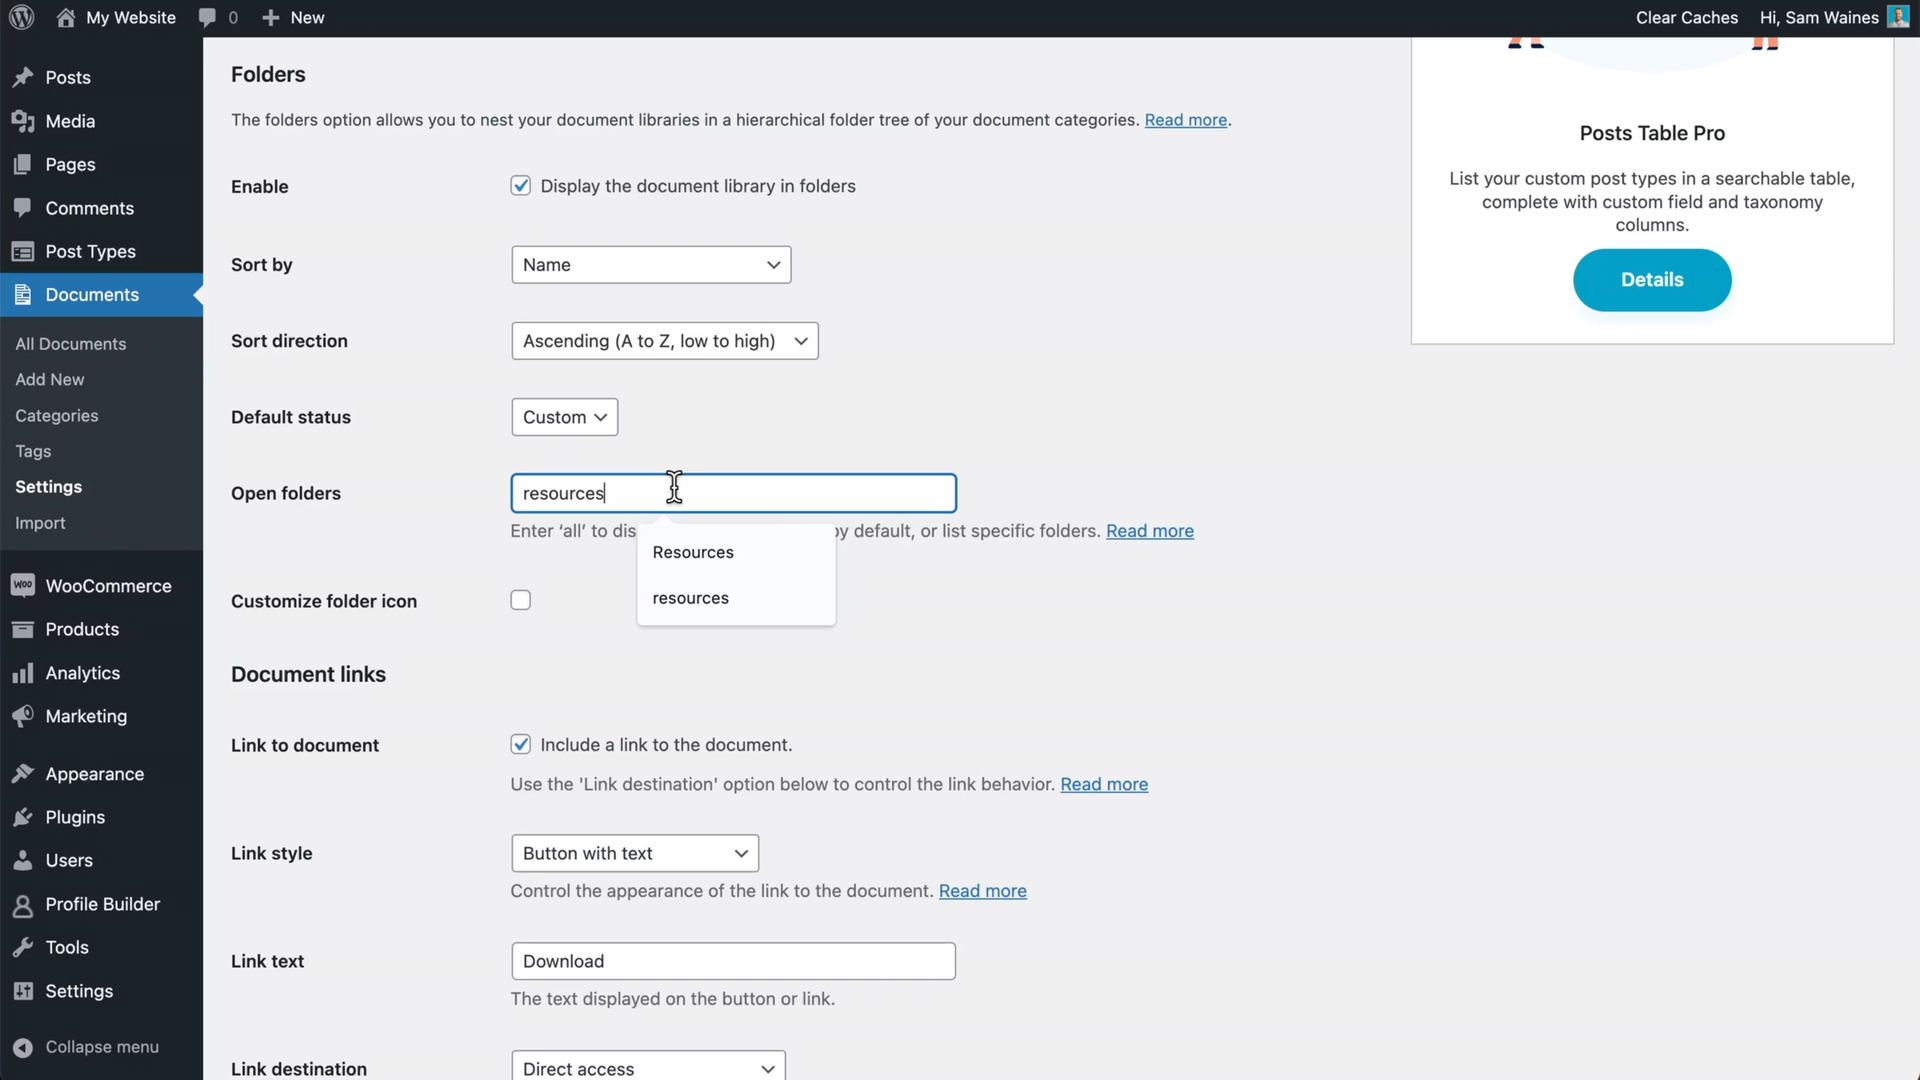 My Website
0
New
Clear Caches
Hi, Sam Waines
Posts
Media
Pages
Comments
Post Types
Documents
All Documents
Add New
Categories
Tags
Settings
Import
WooCommerce
Products
Analytics
Marketing
Appearance
Plugins
Users
Profile Builder
Tools
Settings
Collapse menu
Folders
The folders option allows you to nest your document libraries in a hierarchical folder tree of your document categories. Read more.
Enable
Display the document library in folders
Sort by
Name
Sort direction
Ascending (A to Z, low to high)
Default status
Custom
Open folders
resources
Enter ‘all’ to dis by default, or list specific folders. Read more
Resources
resources
Customize folder icon
Document links
Link to document
Include a link to the document.
Use the 'Link destination' option below to control the link behavior. Read more
Link style
Button with text
Control the appearance of the link to the document. Read more
Link text
Download
The text displayed on the button or link.
Link destination
Direct access
Posts Table Pro
List your custom post types in a searchable table,
complete with custom field and taxonomy
columns.
Details